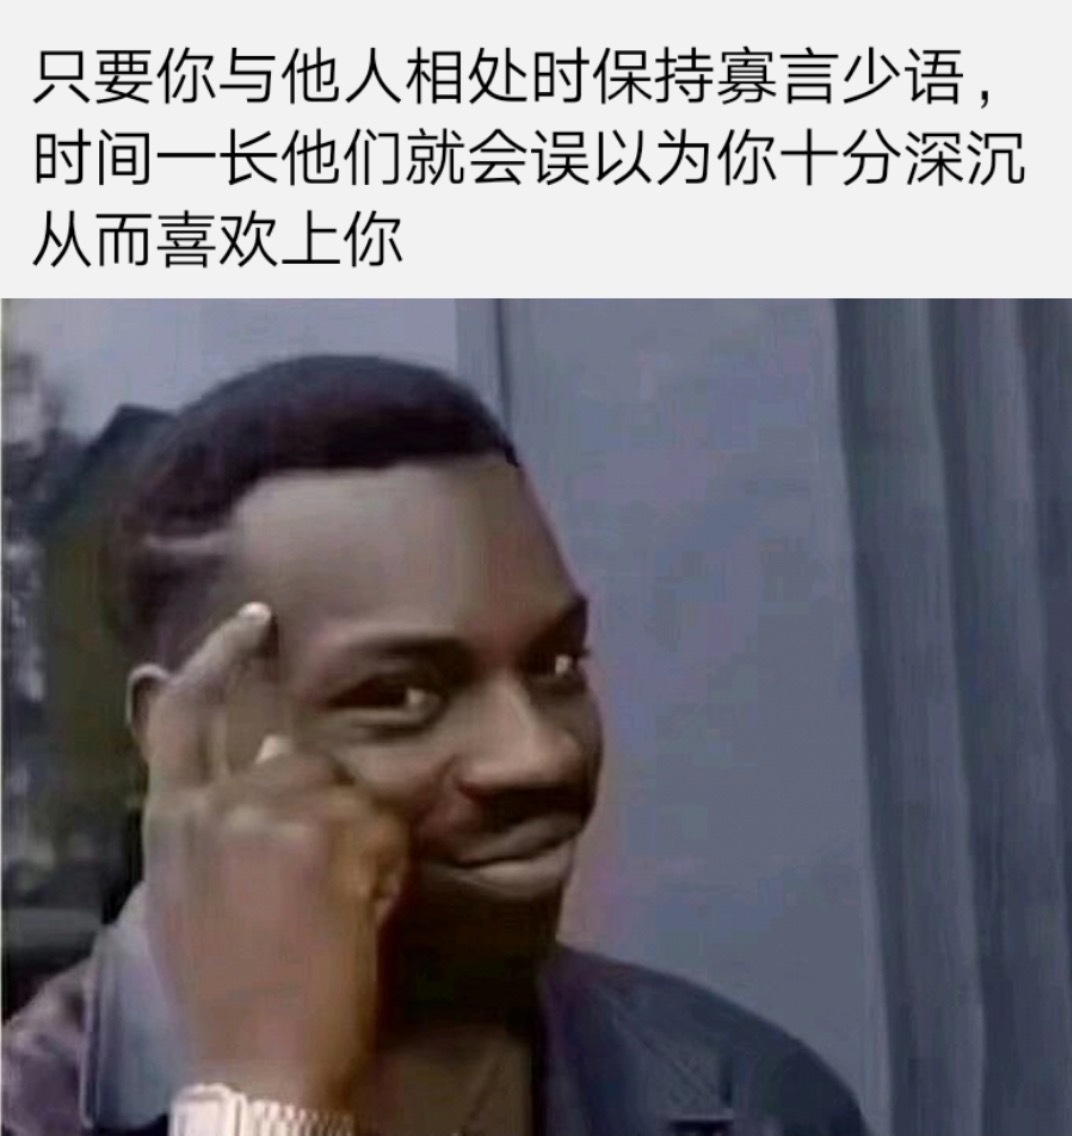 只要你与他人相处时保持寡言少语，
时间一长他们就会误以为你十分深沉
从而喜欢上你